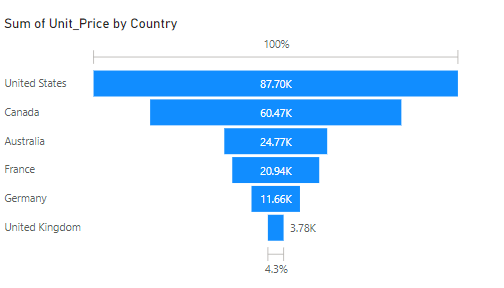 Sum of Unit_Price by Country
100%
United States 87.70K
Canada 60.47K
Australia 24.77K
France 20.94K
Germany 11.66K
United Kingdom 3.78K
4.3%